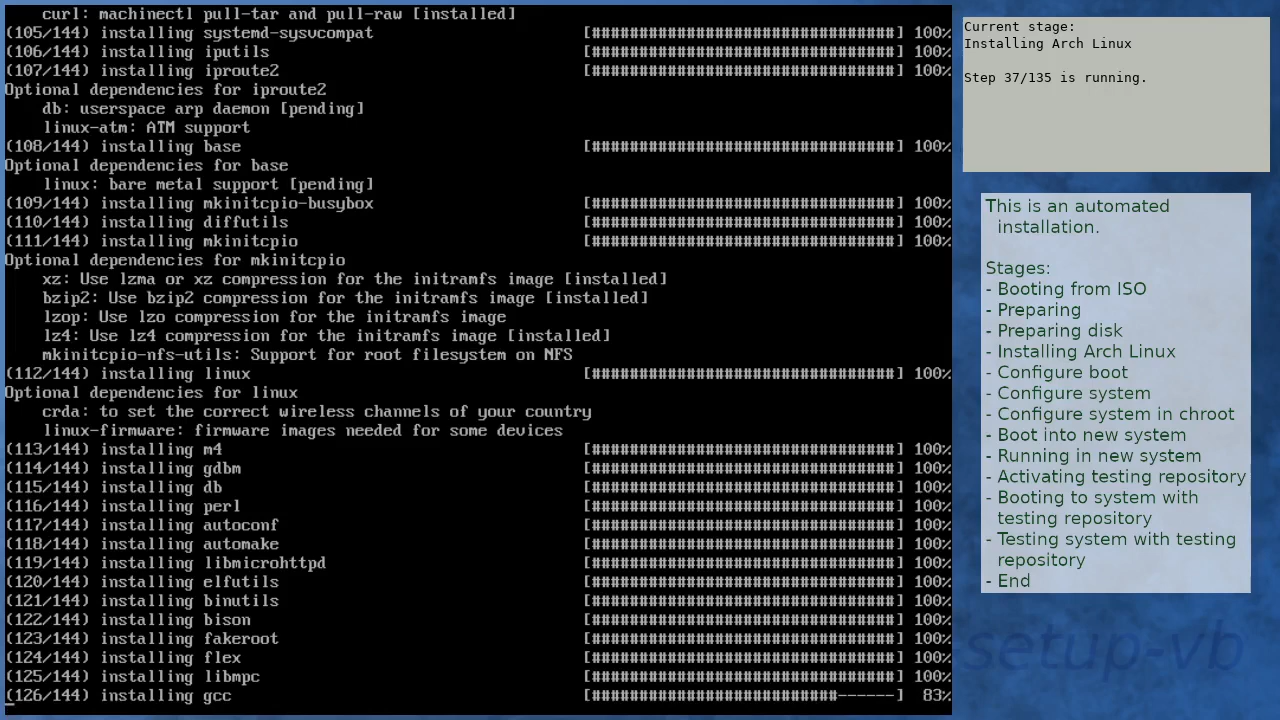 curl: machinectl pull-tar and pull-raw [installed]
(105/144) installing systemd-sysvcompat [################################] 100%
(106/144) installing iputils [################################] 100%
(107/144) installing iproute2 [################################] 100%
Optional dependencies for iproute2
    db: userspace arp daemon [pending]
    linux-atm: ATM support
(108/144) installing base [################################] 100%
Optional dependencies for base
    linux: bare metal support [pending]
(109/144) installing mkinitcpio-busybox [################################] 100%
(110/144) installing diffutils [################################] 100%
(111/144) installing mkinitcpio [################################] 100%
Optional dependencies for mkinitcpio
    xz: Use lzma or xz compression for the initramfs image [installed]
    bzip2: Use bzip2 compression for the initramfs image [installed]
    lzop: Use lzo compression for the initramfs image
    lz4: Use lz4 compression for the initramfs image [installed]
    mkinitcpio-nfs-utils: Support for root filesystem on NFS
(112/144) installing linux [################################] 100%
Optional dependencies for linux
    crda: to set the correct wireless channels of your country
    linux-firmware: firmware images needed for some devices
(113/144) installing m4 [################################] 100%
(114/144) installing gdbm [################################] 100%
(115/144) installing db [################################] 100%
(116/144) installing perl [################################] 100%
(117/144) installing autoconf [################################] 100%
(118/144) installing automake [################################] 100%
(119/144) installing libmicrohttpd [################################] 100%
(120/144) installing elfutils [################################] 100%
(121/144) installing binutils [################################] 100%
(122/144) installing bison [################################] 100%
(123/144) installing fakeroot [################################] 100%
(124/144) installing flex [################################] 100%
(125/144) installing libmpc [################################] 100%
(126/144) installing gcc [##########################------] 83%
Current stage:
Installing Arch Linux
Step 37/135 is running.
This is an automated
installation.
Stages:
- Booting from ISO
- Preparing
- Preparing disk
- Installing Arch Linux
- Configure boot
- Configure system
- Configure system in chroot
- Boot into new system
- Running in new system
- Activating testing repository
- Booting to system with
testing repository
- Testing system with testing
repository
- End
setup-vb